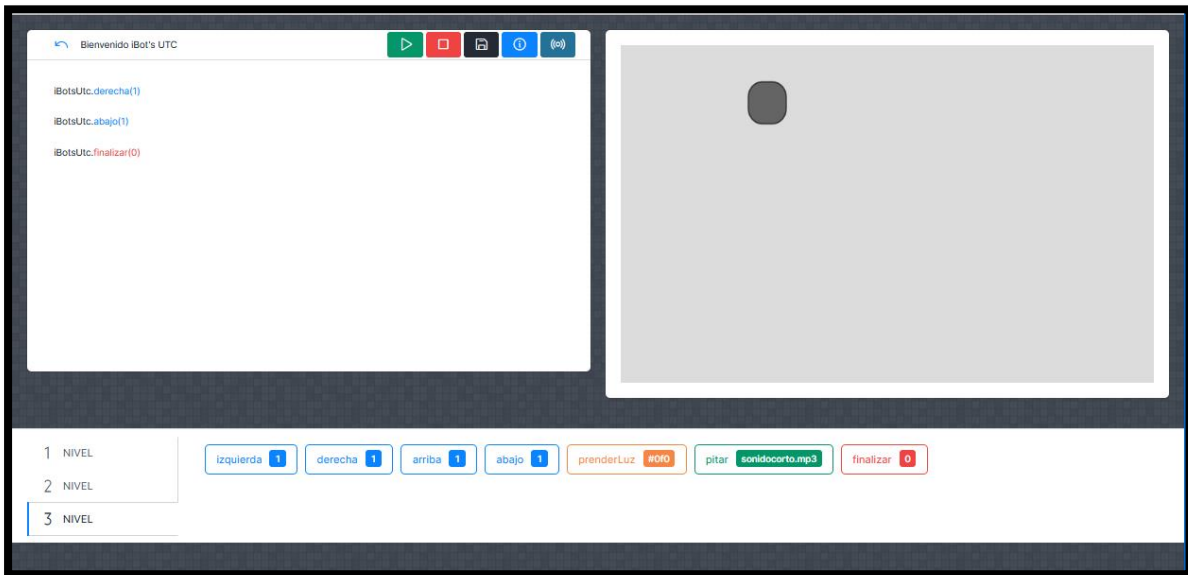 Bienvenido iBot's UTC
iBotsUtc.derecha(1)
iBotsUtc.abajo(1)
iBotsUtc.finalizar(0)
1 NIVEL
2 NIVEL
3 NIVEL
izquierda 1 derecha 1 arriba 1 abajo 1 prenderLuz #0f0 pitar sonidocorto.mp3 finalizar 0